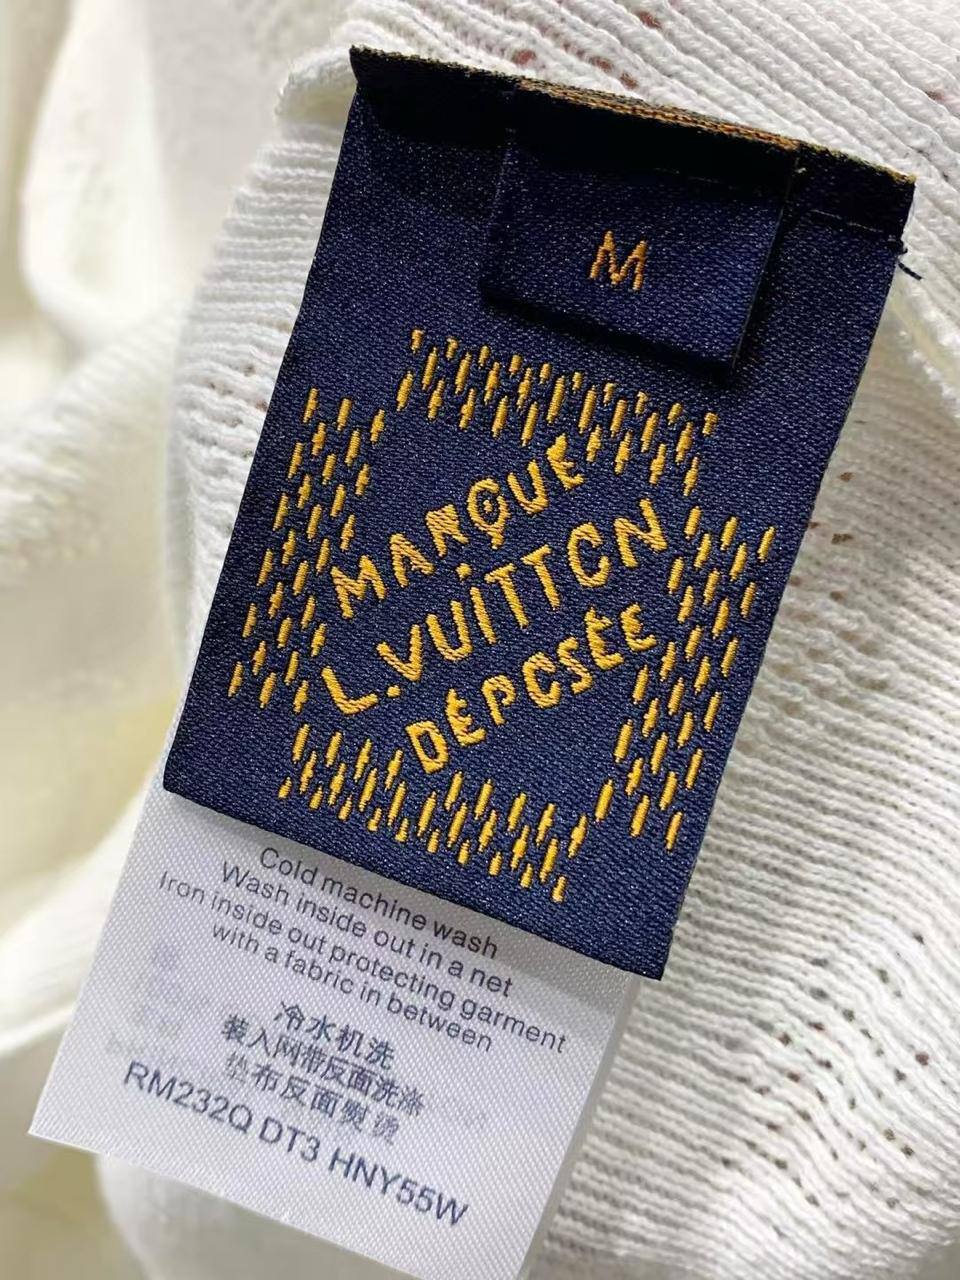 M
MARQUE
L.VUITTON
DÉPOSÉE
Cold machine wash
Wash inside out in a net
Iron inside out protecting garment
with a fabric in between
冷水机洗
装入网带反面洗涤
垫布反面熨烫
RM232Q DT3 HNY55W